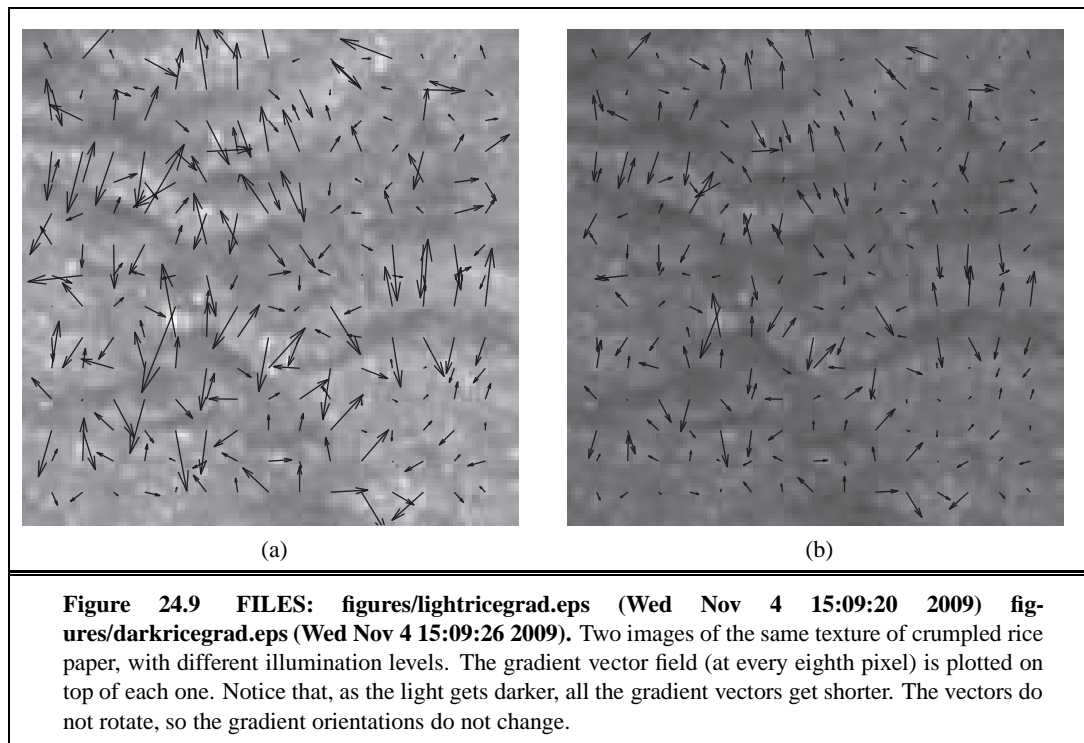 (a)
(b)
Figure 24.9 FILES: figures/lightricegrad.eps (Wed Nov 4 15:09:20 2009) fig-
ures/darkricegrad.eps (Wed Nov 4 15:09:26 2009). Two images of the same texture of crumpled rice
paper, with different illumination levels. The gradient vector field (at every eighth pixel) is plotted on
top of each one. Notice that, as the light gets darker, all the gradient vectors get shorter. The vectors do
not rotate, so the gradient orientations do not change.